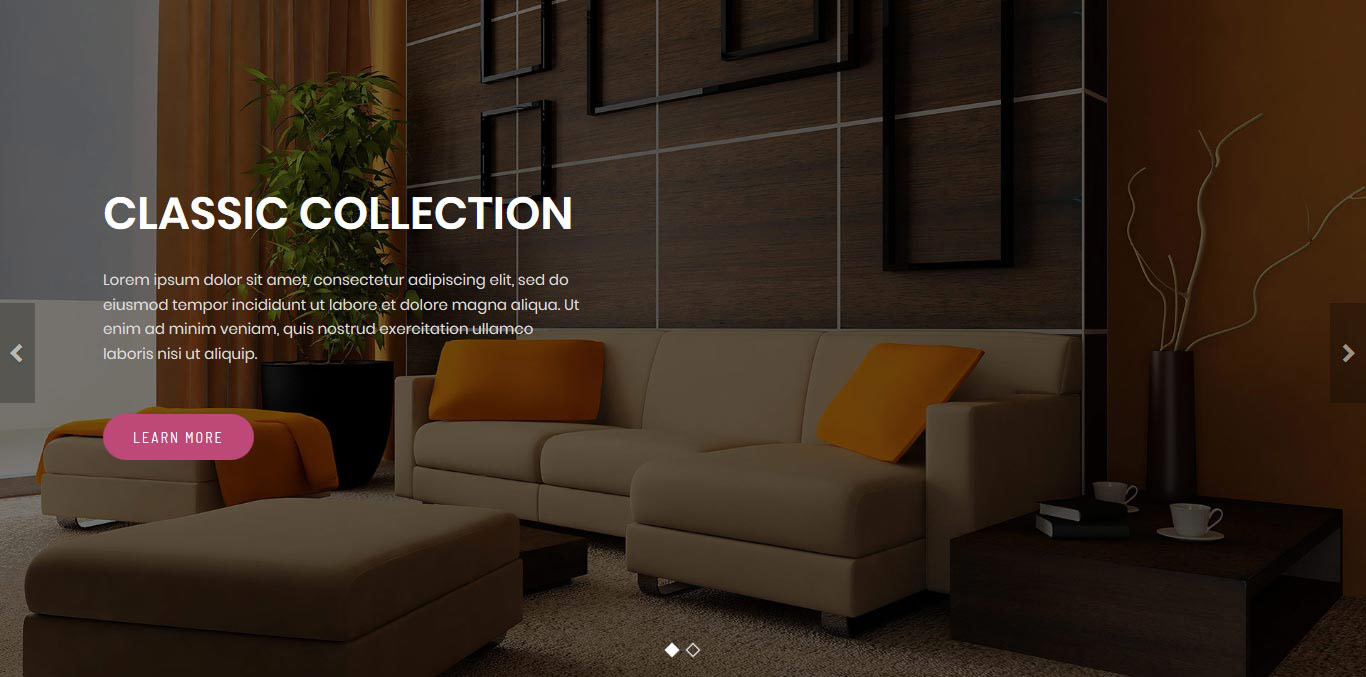 CLASSIC COLLECTION
Lorem ipsum dolor sit amet, consectetur adipiscing elit, sed do
eiusmod tempor incididunt ut labore et dolore magna aliqua. Ut
enim ad minim veniam, quis nostrud exercitation ullamco
laboris nisi ut aliquip.
LEARN MORE